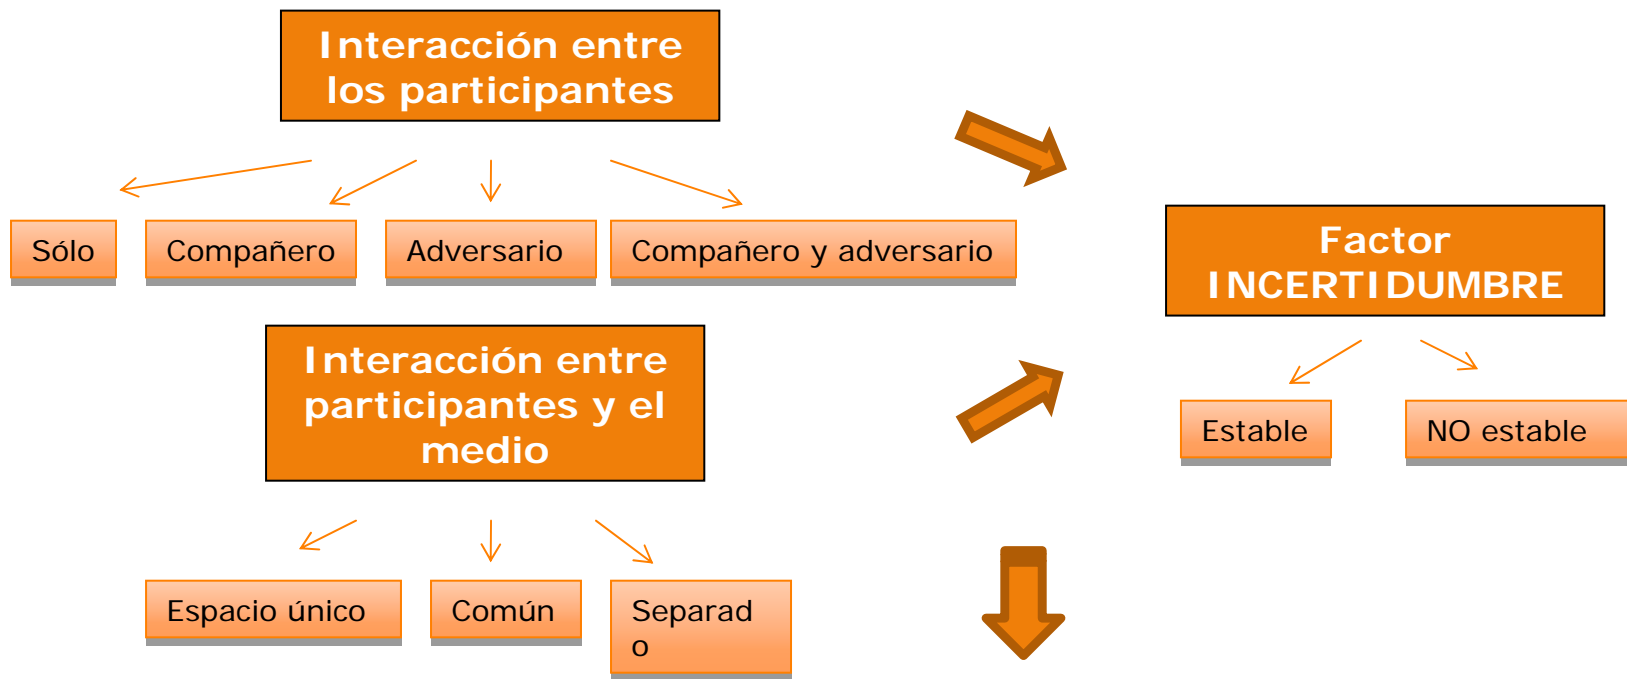 Interacción entre
los participantes
Sólo
Compañero
Adversario
Compañero y adversario
Interacción entre
participantes y el
medio
Espacio único
Común
Separad
o
Factor
INCERTIDUMBRE
Estable
NO estable